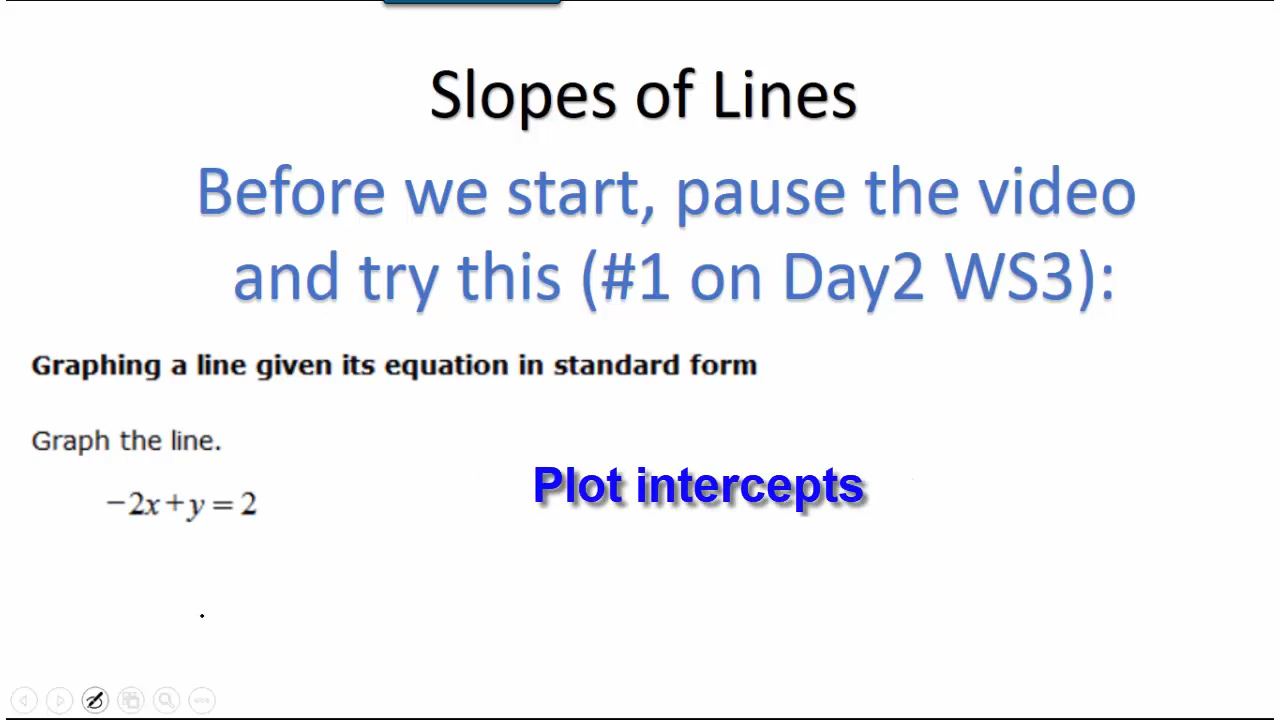 Slopes of Lines
Before we start, pause the video
and try this (#1 on Day2 WS3):
Graphing a line given its equation in standard form
Graph the line.
−2x+y=2
Plot intercepts